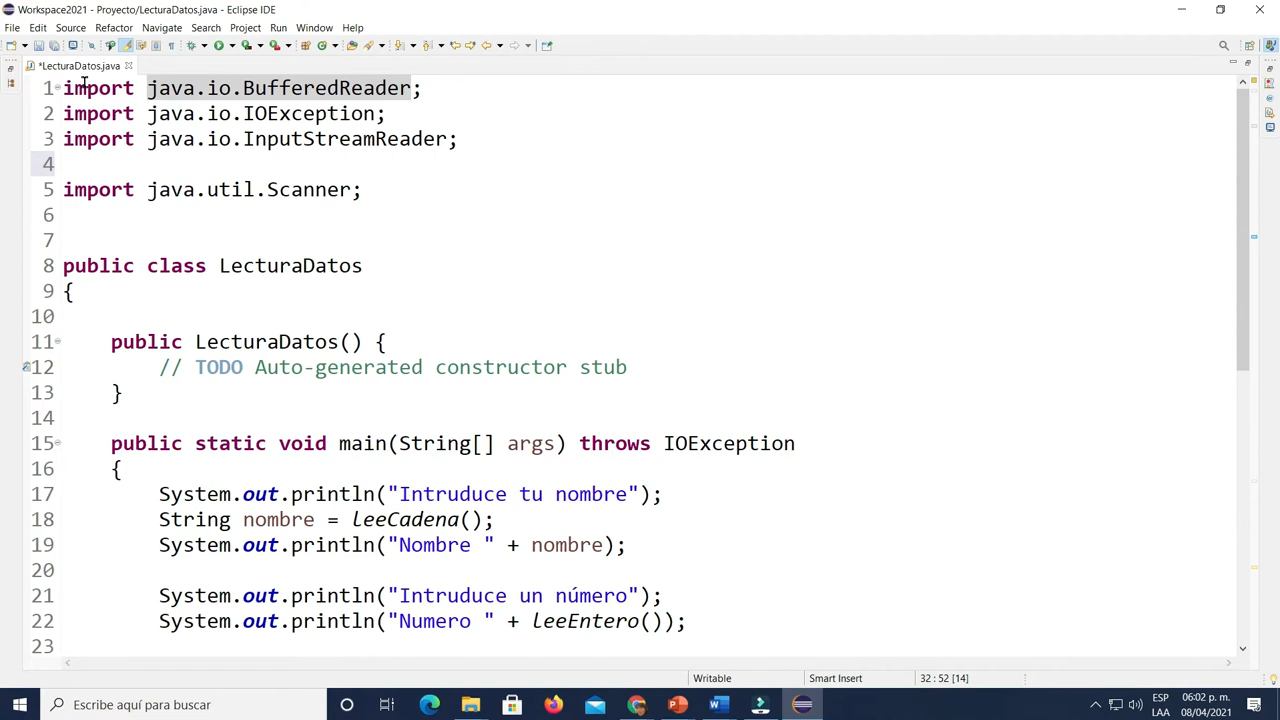 Workspace2021 - Proyecto/LecturaDatos.java - Eclipse IDE
File Edit Source Refactor Navigate Search Project Run Window Help
*LecturaDatos.java
1 import java.io.BufferedReader;
2 import java.io.IOException;
3 import java.io.InputStreamReader;
4
5 import java.util.Scanner;
6
7
8 public class LecturaDatos
9 {
10
11 public LecturaDatos() {
12 // TODO Auto-generated constructor stub
13 }
14
15 public static void main(String[] args) throws IOException
16 {
17 System.out.println("Intruduce tu nombre");
18 String nombre = leeCadena();
19 System.out.println("Nombre " + nombre);
20
21 System.out.println("Intruduce un número");
22 System.out.println("Numero " + leeEntero());
23
Writable Smart Insert 32 : 52 [14]
Escribe aquí para buscar
ESP 06:02 p. m.
LAA 08/04/2021